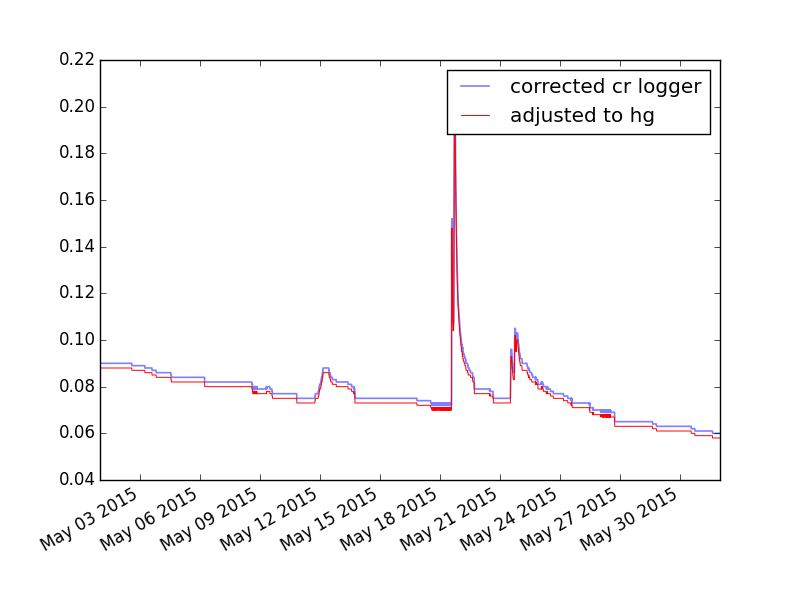 0.22
0.20
0.18
0.16
0.14
0.12
0.10
0.08
0.06
0.04
corrected cr logger
adjusted to hg
May 03 2015
May 06 2015
May 09 2015
May 12 2015
May 15 2015
May 18 2015
May 21 2015
May 24 2015
May 27 2015
May 30 2015